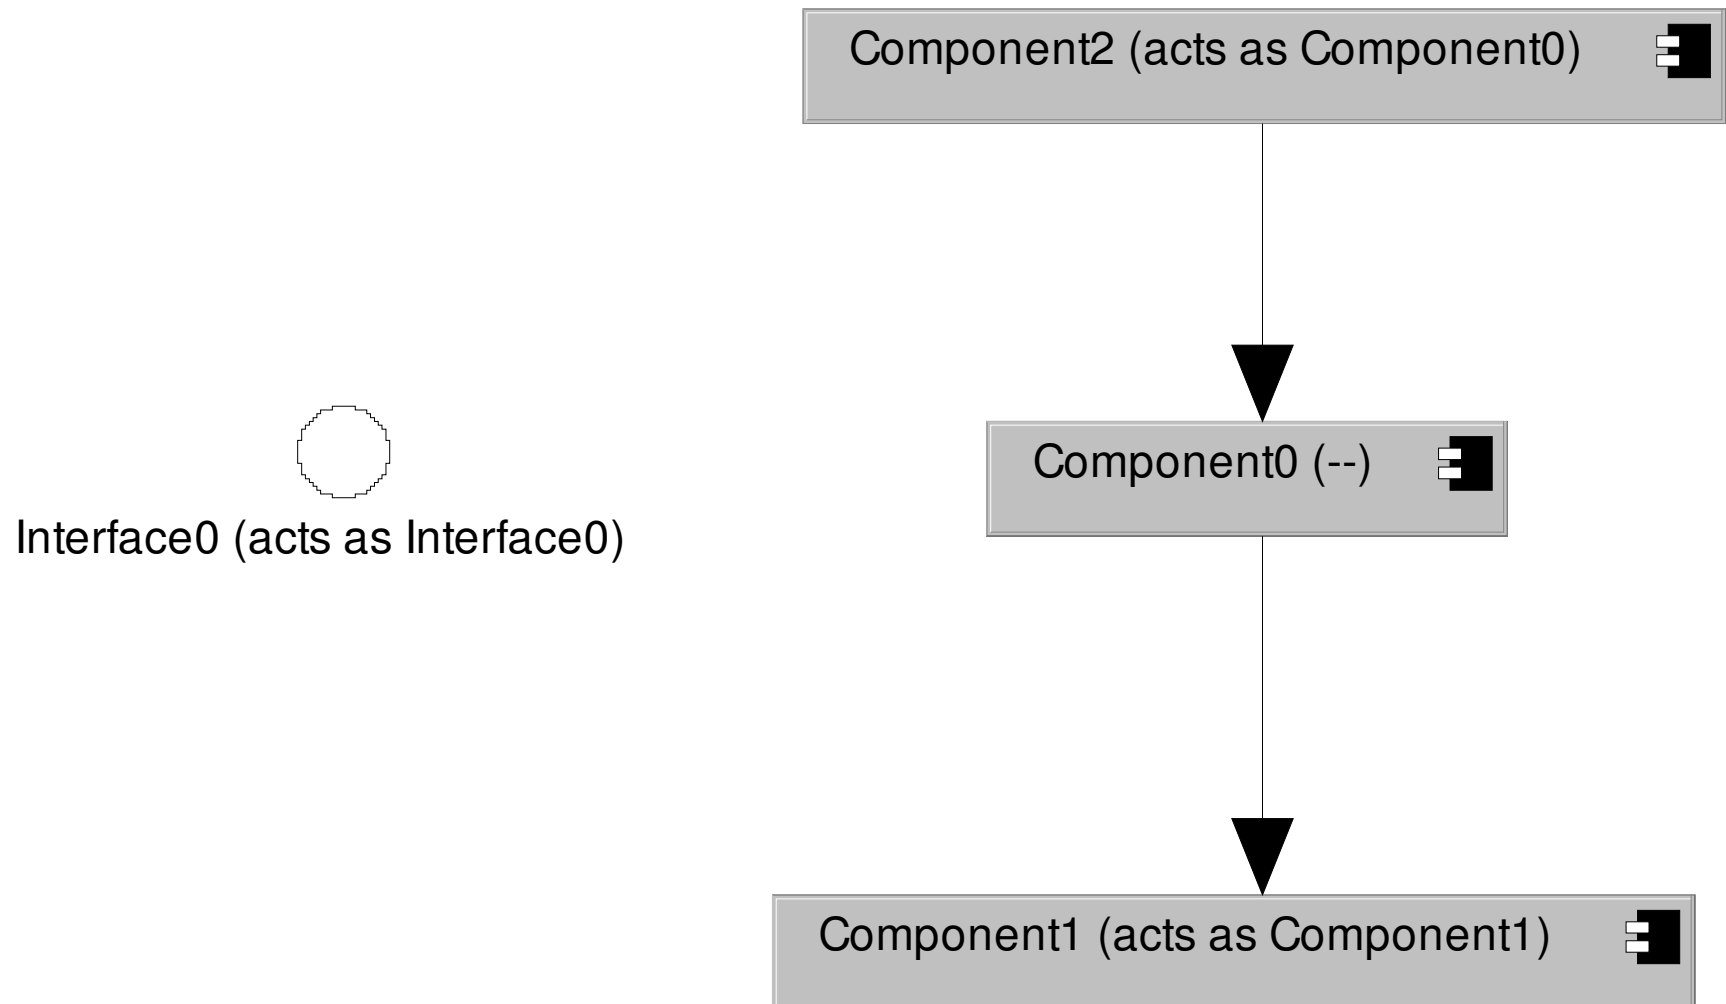 Component2 (acts as Component0)
Component0 (--)
Interface0 (acts as Interface0)
Component1 (acts as Component1)